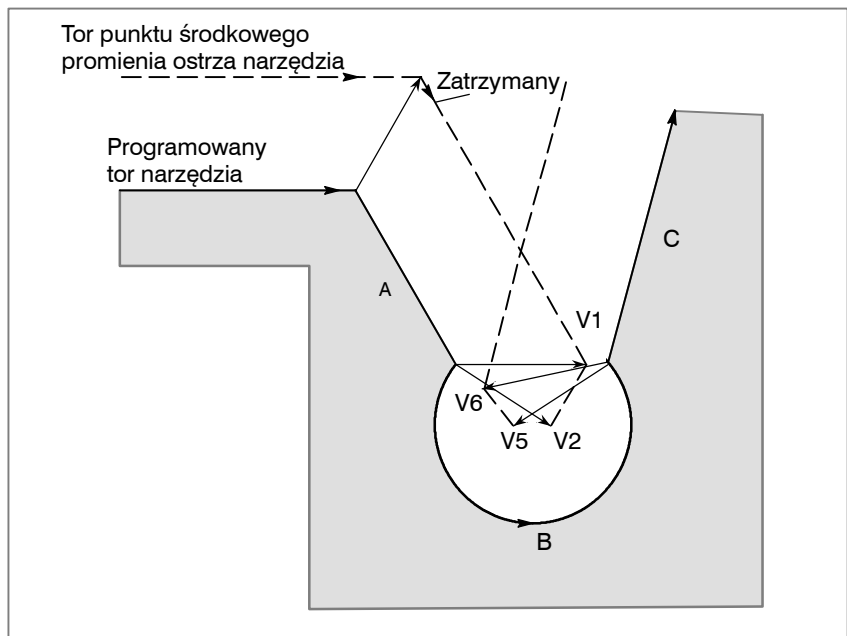 Tor punktu środkowego
promienia ostrza narzędzia
Zatrzymany
Programowany
tor narzędzia
C
A
V1
V6
V5
V2
B